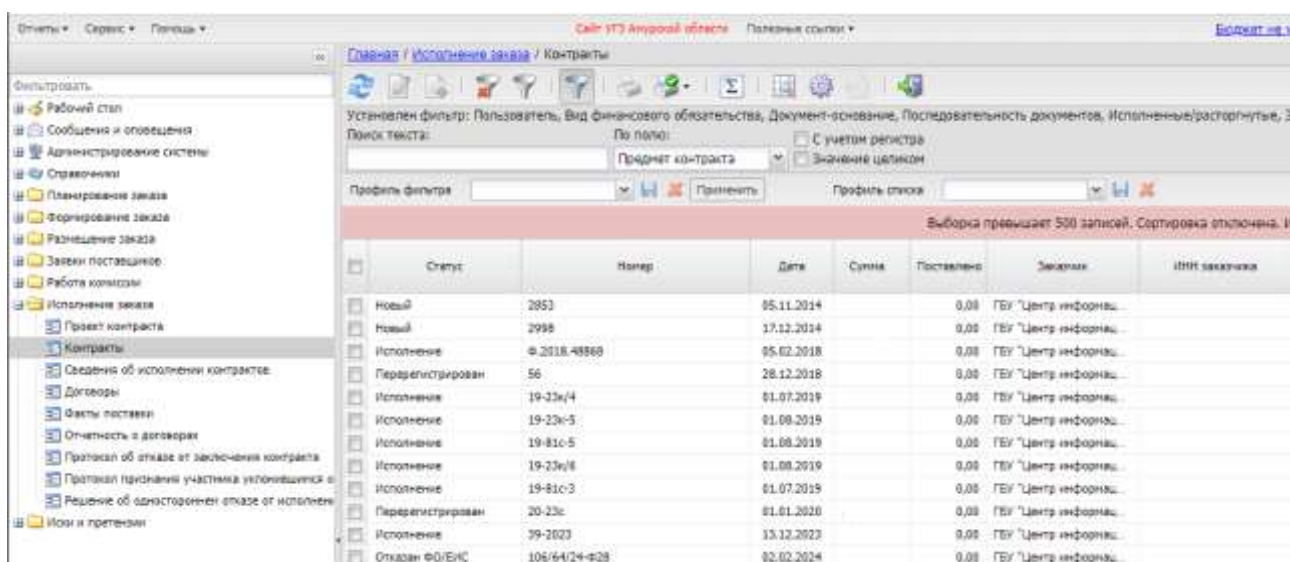 Отчеты Сервис Помощь Сайт УГЗ Амурской области Полезные ссылки Бюджет не
Главная / Исполнение заказа / Контракты
Фильтровать
Рабочий стол
Сообщения и оповещения
Администрирование системы
Справочники
Планирование заказа
Формирование заказа
Размещение заказа
Заявки поставщиков
Работа комиссии
Исполнение заказа
Проект контракта
Контракты
Сведения об исполнении контрактов
Договоры
Факты поставки
Отчетность о договорах
Протокол об отказе от заключения контракта
Протокол признания участника уклонившимся о
Решение об одностороннем отказе от исполнени
Иски и претензии
Установлен фильтр: Пользователь, Вид финансового обязательства, Документ-основание, Последовательность документов, Исполненные/расторгнутые, З
Поиск текста: По полю: С учетом регистра
Предмет контракта Значение целиком
Профиль фильтра Применить Профиль списка
Выборка превышает 500 записей. Сортировка отключена. И
Статус Номер Дата Сумма Поставлено Заказчик ИНН заказчика
Новый 2853 05.11.2014 0,00 ГБУ "Центр информац...
Новый 2998 17.12.2014 0,00 ГБУ "Центр информац...
Исполнение Ф.2018.48868 05.02.2018 0,00 ГБУ "Центр информац...
Перерегистрирован 56 28.12.2018 0,00 ГБУ "Центр информац...
Исполнение 19-23к/4 01.07.2019 0,00 ГБУ "Центр информац...
Исполнение 19-23к-5 01.08.2019 0,00 ГБУ "Центр информац...
Исполнение 19-81с-5 01.08.2019 0,00 ГБУ "Центр информац...
Исполнение 19-23к/6 01.08.2019 0,00 ГБУ "Центр информац...
Исполнение 19-81с-3 01.07.2019 0,00 ГБУ "Центр информац...
Перерегистрирован 20-23с 01.01.2020 0,00 ГБУ "Центр информац...
Исполнение 39-2023 13.12.2023 0,00 ГБУ "Центр информац...
Отказан ФО/ЕИС 106/64/24-Ф28 02.02.2024 0,00 ГБУ "Центр информац...